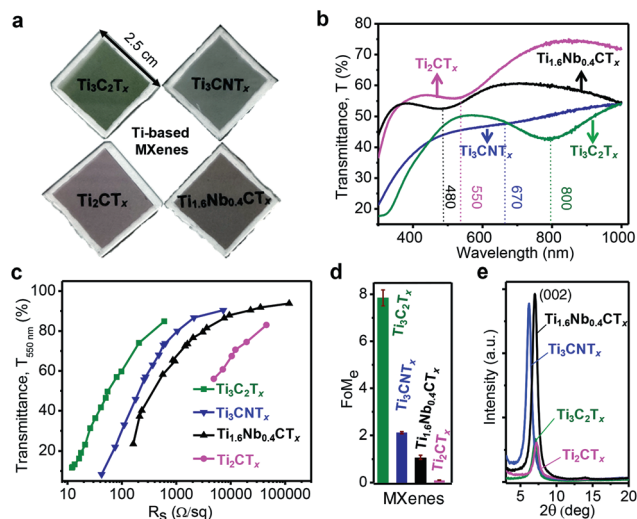 a
2.5 cm
Ti₃C₂Tₓ
Ti₃CNTₓ
Ti-based
MXenes
Ti₂CTₓ
Ti₁.₆Nb₀.₄CTₓ
b
Transmittance, T (%)
80
70
60
50
40
30
20
Ti₂CTₓ
Ti₁.₆Nb₀.₄CTₓ
Ti₃CNTₓ
Ti₃C₂Tₓ
480
550
670
800
400
600
800
1000
Wavelength (nm)
c
Transmittance, T₅₅₀ ₙₘ (%)
100
80
60
40
20
Ti₃C₂Tₓ
Ti₃CNTₓ
Ti₁.₆Nb₀.₄CTₓ
Ti₂CTₓ
10
100
1000
10000
100000
Rₛ (Ω/sq)
d
FoMₑ
8
6
4
2
0
Ti₃C₂Tₓ
Ti₃CNTₓ
Ti₁.₆Nb₀.₄CTₓ
Ti₂CTₓ
MXenes
e
Intensity (a.u.)
(002)
Ti₁.₆Nb₀.₄CTₓ
Ti₃CNTₓ
Ti₃C₂Tₓ
Ti₂CTₓ
5
10
15
20
2θ (deg)